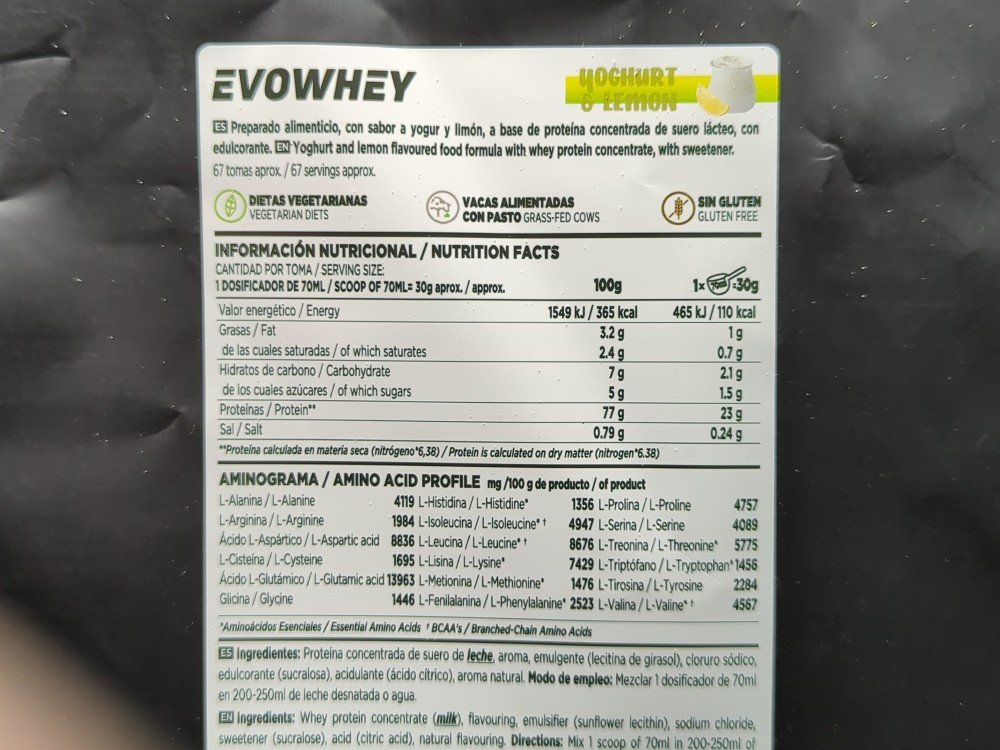 EVOWHEY
YOGHURT
& LEMON
ES Preparado alimenticio, con sabor a yogur y limón, a base de proteína concentrada de suero lácteo, con
edulcorante. EN Yoghurt and lemon flavoured food formula with whey protein concentrate, with sweetener.
67 tomas aprox. / 67 servings approx.
DIETAS VEGETARIANAS
VEGETARIAN DIETS
VACAS ALIMENTADAS
CON PASTO GRASS-FED COWS
SIN GLUTEN
GLUTEN FREE
INFORMACIÓN NUTRICIONAL / NUTRITION FACTS
CANTIDAD POR TOMA / SERVING SIZE:
1 DOSIFICADOR DE 70ML / SCOOP OF 70ML= 30g aprox. / approx. 100g 1x 70ml =30g
Valor energético / Energy 1549 kJ / 365 kcal 465 kJ / 110 kcal
Grasas / Fat 3.2 g 1 g
de las cuales saturadas / of which saturates 2.4 g 0.7 g
Hidratos de carbono / Carbohydrate 7 g 2.1 g
de los cuales azúcares / of which sugars 5 g 1.5 g
Proteínas / Protein** 77 g 23 g
Sal / Salt 0.79 g 0.24 g
**Proteína calculada en materia seca (nitrógeno*6,38) / Protein is calculated on dry matter (nitrogen*6.38)
AMINOGRAMA / AMINO ACID PROFILE mg /100 g de producto / of product
L-Alanina / L-Alanine 4119 L-Histidina / L-Histidine* 1356 L-Prolina / L-Proline 4757
L-Arginina / L-Arginine 1984 L-Isoleucina / L-Isoleucine* † 4947 L-Serina / L-Serine 4089
Ácido L-Aspártico / L-Aspartic acid 8836 L-Leucina / L-Leucine* † 8676 L-Treonina / L-Threonine* 5775
L-Cisteína / L-Cysteine 1695 L-Lisina / L-Lysine* 7429 L-Triptófano / L-Tryptophan* 1456
Ácido L-Glutámico / L-Glutamic acid 13963 L-Metionina / L-Methionine* 1476 L-Tirosina / L-Tyrosine 2284
Glicina / Glycine 1446 L-Fenilalanina / L-Phenylalanine* 2523 L-Valina / L-Valine* † 4567
*Aminoácidos Esenciales / Essential Amino Acids † BCAA's / Branched-Chain Amino Acids
ES Ingredientes: Proteína concentrada de suero de leche, aroma, emulgente (lecitina de girasol), cloruro sódico,
edulcorante (sucralosa), acidulante (ácido cítrico), aroma natural. Modo de empleo: Mezclar 1 dosificador de 70ml
en 200-250ml de leche desnatada o agua.
EN Ingredients: Whey protein concentrate (milk), flavouring, emulsifier (sunflower lecithin), sodium chloride,
sweetener (sucralose), acid (citric acid), natural flavouring. Directions: Mix 1 scoop of 70ml in 200-250ml of